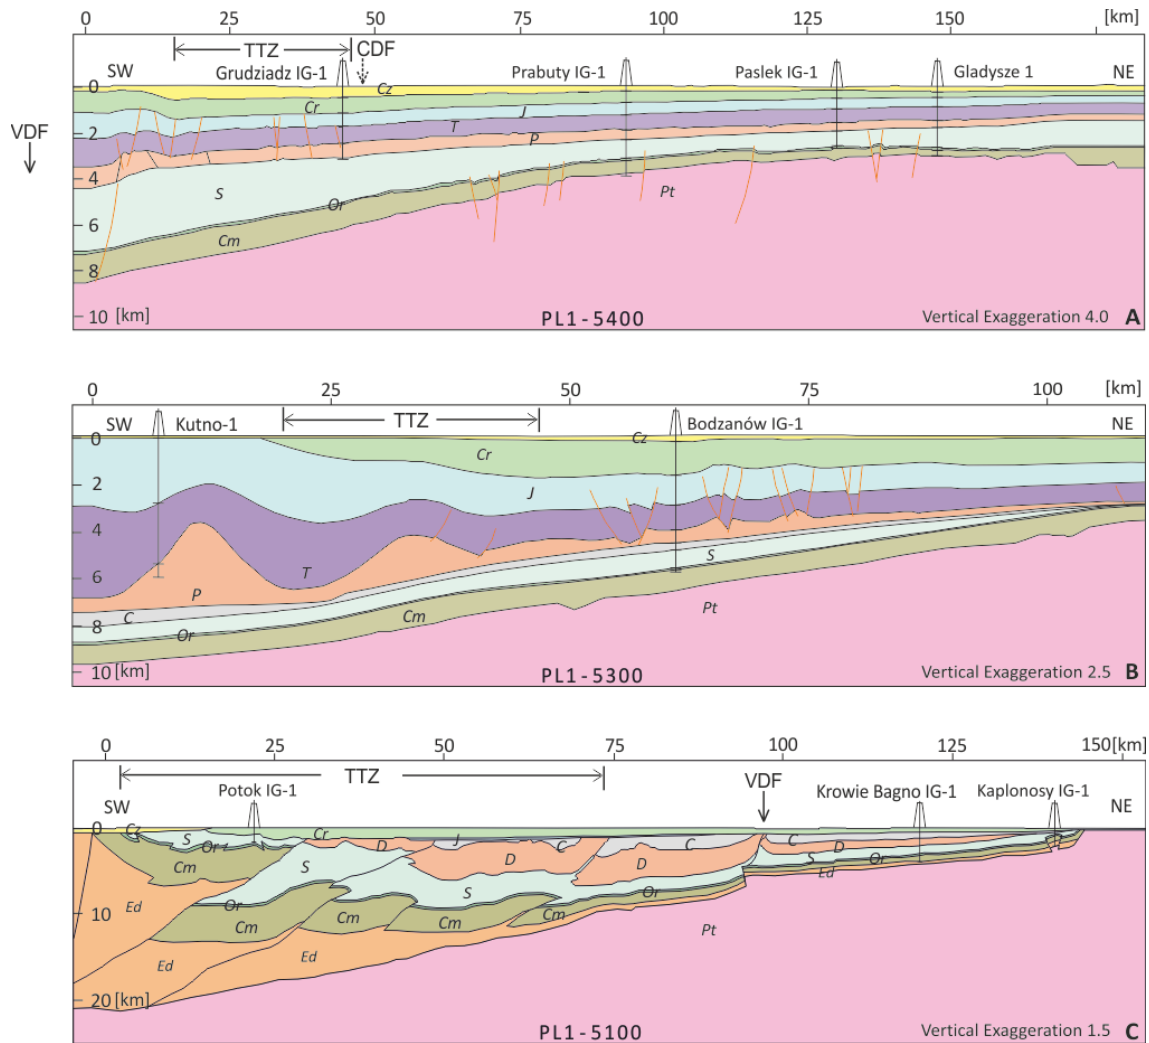 0 25 50 75 100 125 150 [km]
TTZ CDF
SW Grudziadz IG-1 Prabuty IG-1 Paslek IG-1 Gladysze 1 NE
0 Cz
Cr J
VDF 2 T P
4
S Or Pt
6
Cm
8
10 [km] PL1-5400 Vertical Exaggeration 4.0 A
0 25 50 75 100 [km]
SW Kutno-1 TTZ Bodzanów IG-1 NE
0 Cz
Cr
2 J
4
S
6 P T
C Cm Pt
8 Or
10 [km] PL1-5300 Vertical Exaggeration 2.5 B
0 25 50 75 100 125 150 [km]
TTZ VDF
SW Potok IG-1 Krowie Bagno IG-1 Kaplonosy IG-1 NE
0 Cz S Or Cr D J C C C D
Cm S D D S Or Ed
S Or
Ed Or Cm Cm Cm Cm
10 Pt
Ed Ed
20 [km] PL1-5100 Vertical Exaggeration 1.5 C